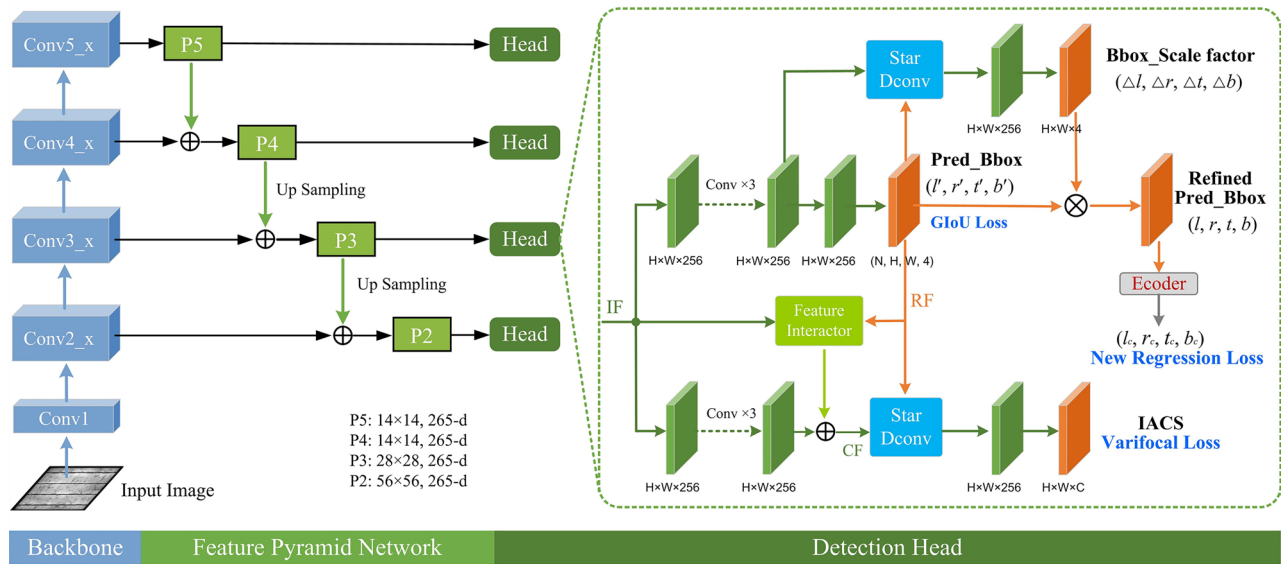 Conv5_x
P5
Head
Conv4_x
P4
Head
Up Sampling
Conv3_x
P3
Head
Up Sampling
Conv2_x
P2
Head
Conv1
Input Image
P5: 14×14, 265-d
P4: 14×14, 265-d
P3: 28×28, 265-d
P2: 56×56, 265-d
Star
Dconv
H×W×256
H×W×4
Bbox_Scale factor
(△l, △r, △t, △b)
Conv ×3
H×W×256
H×W×256
H×W×256
Pred_Bbox
(l′, r′, t′, b′)
GIoU Loss
(N, H, W, 4)
Refined
Pred_Bbox
(l, r, t, b)
Ecoder
(lc, rc, tc, bc)
New Regression Loss
IF
Feature
Interactor
RF
Conv ×3
H×W×256
H×W×256
CF
Star
Dconv
H×W×256
H×W×C
IACS
Varifocal Loss
Backbone
Feature Pyramid Network
Detection Head